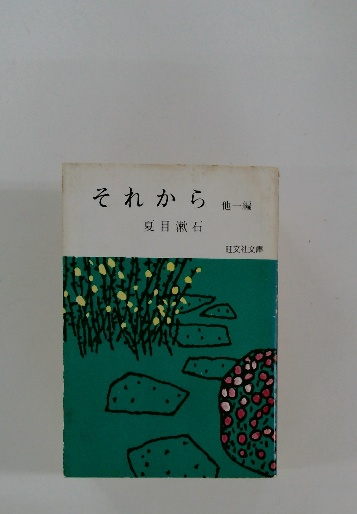 それから 他一編
夏目漱石
旺文社文庫